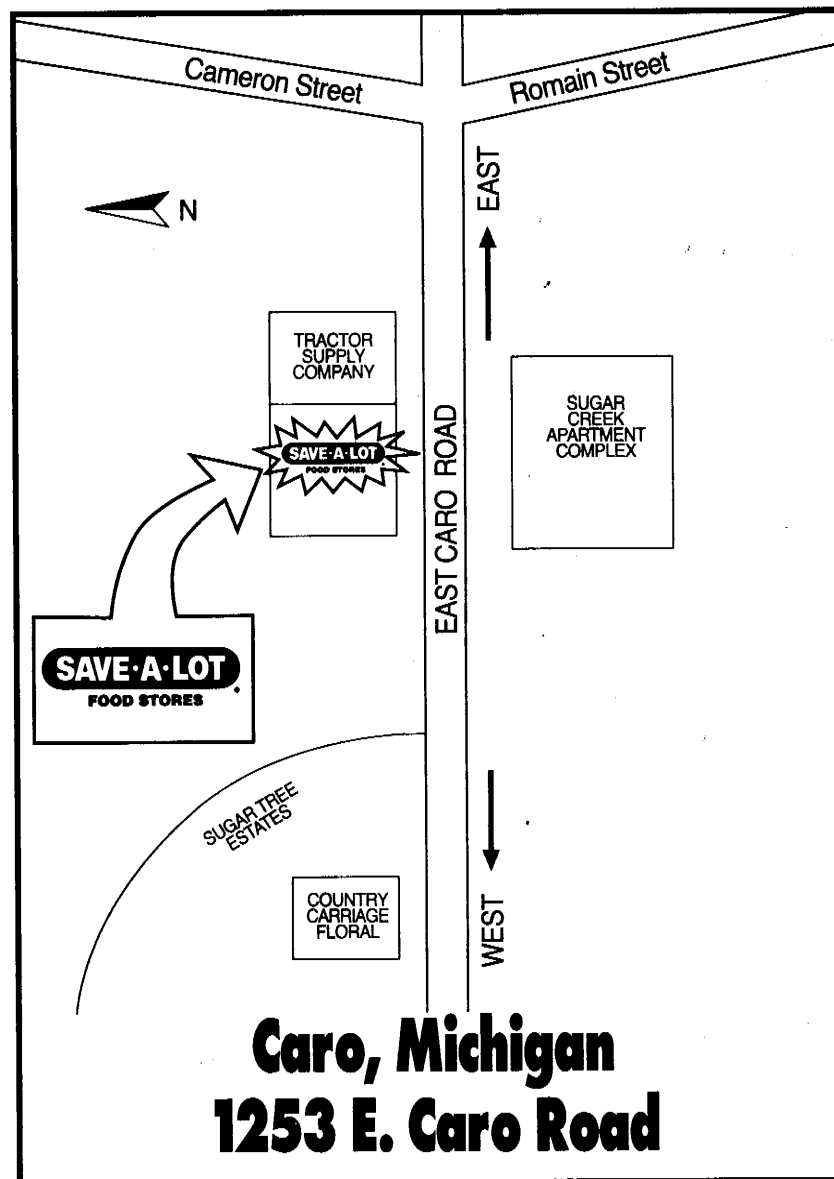 Cameron Street
Romain Street
N
EAST
TRACTOR
SUPPLY
COMPANY
SAVE·A·LOT
FOOD STORES
EAST CARO ROAD
SUGAR
CREEK
APARTMENT
COMPLEX
SAVE·A·LOT
FOOD STORES
SUGAR TREE
ESTATES
COUNTRY
CARRIAGE
FLORAL
WEST
Caro, Michigan
1253 E. Caro Road